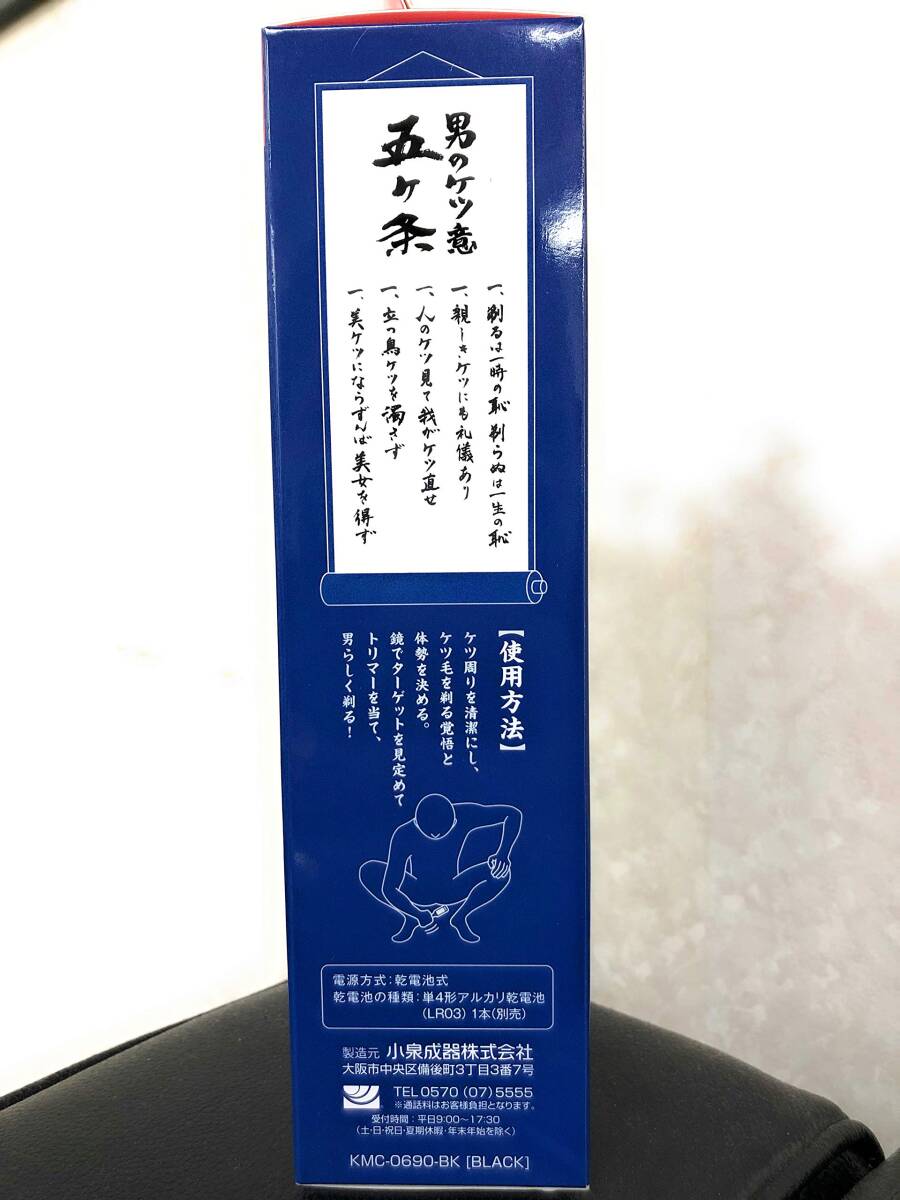 男のケツ意
五ヶ条
一、剃るは一時の恥 剃らぬは一生の恥
一、親しきケツにも礼儀あり
一、人のケツ見て我がケツ直せ
一、立つ鳥ケツを濁さず
一、美ケツにならずんば美女を得ず
【使用方法】
ケツ周りを清潔にし、
ケツ毛を剃る覚悟と
体勢を決める。
鏡でターゲットを見定めて
トリマーを当て、
男らしく剃る！
電源方式：乾電池式
乾電池の種類：単4形アルカリ乾電池
(LR03) 1本(別売)
製造元 小泉成器株式会社
大阪市中央区備後町3丁目3番7号
TEL 0570 (07) 5555
※通話料はお客様負担となります。
受付時間：平日9:00〜17:30
(土・日・祝日・夏期休暇・年末年始を除く)
KMC-0690-BK [BLACK]